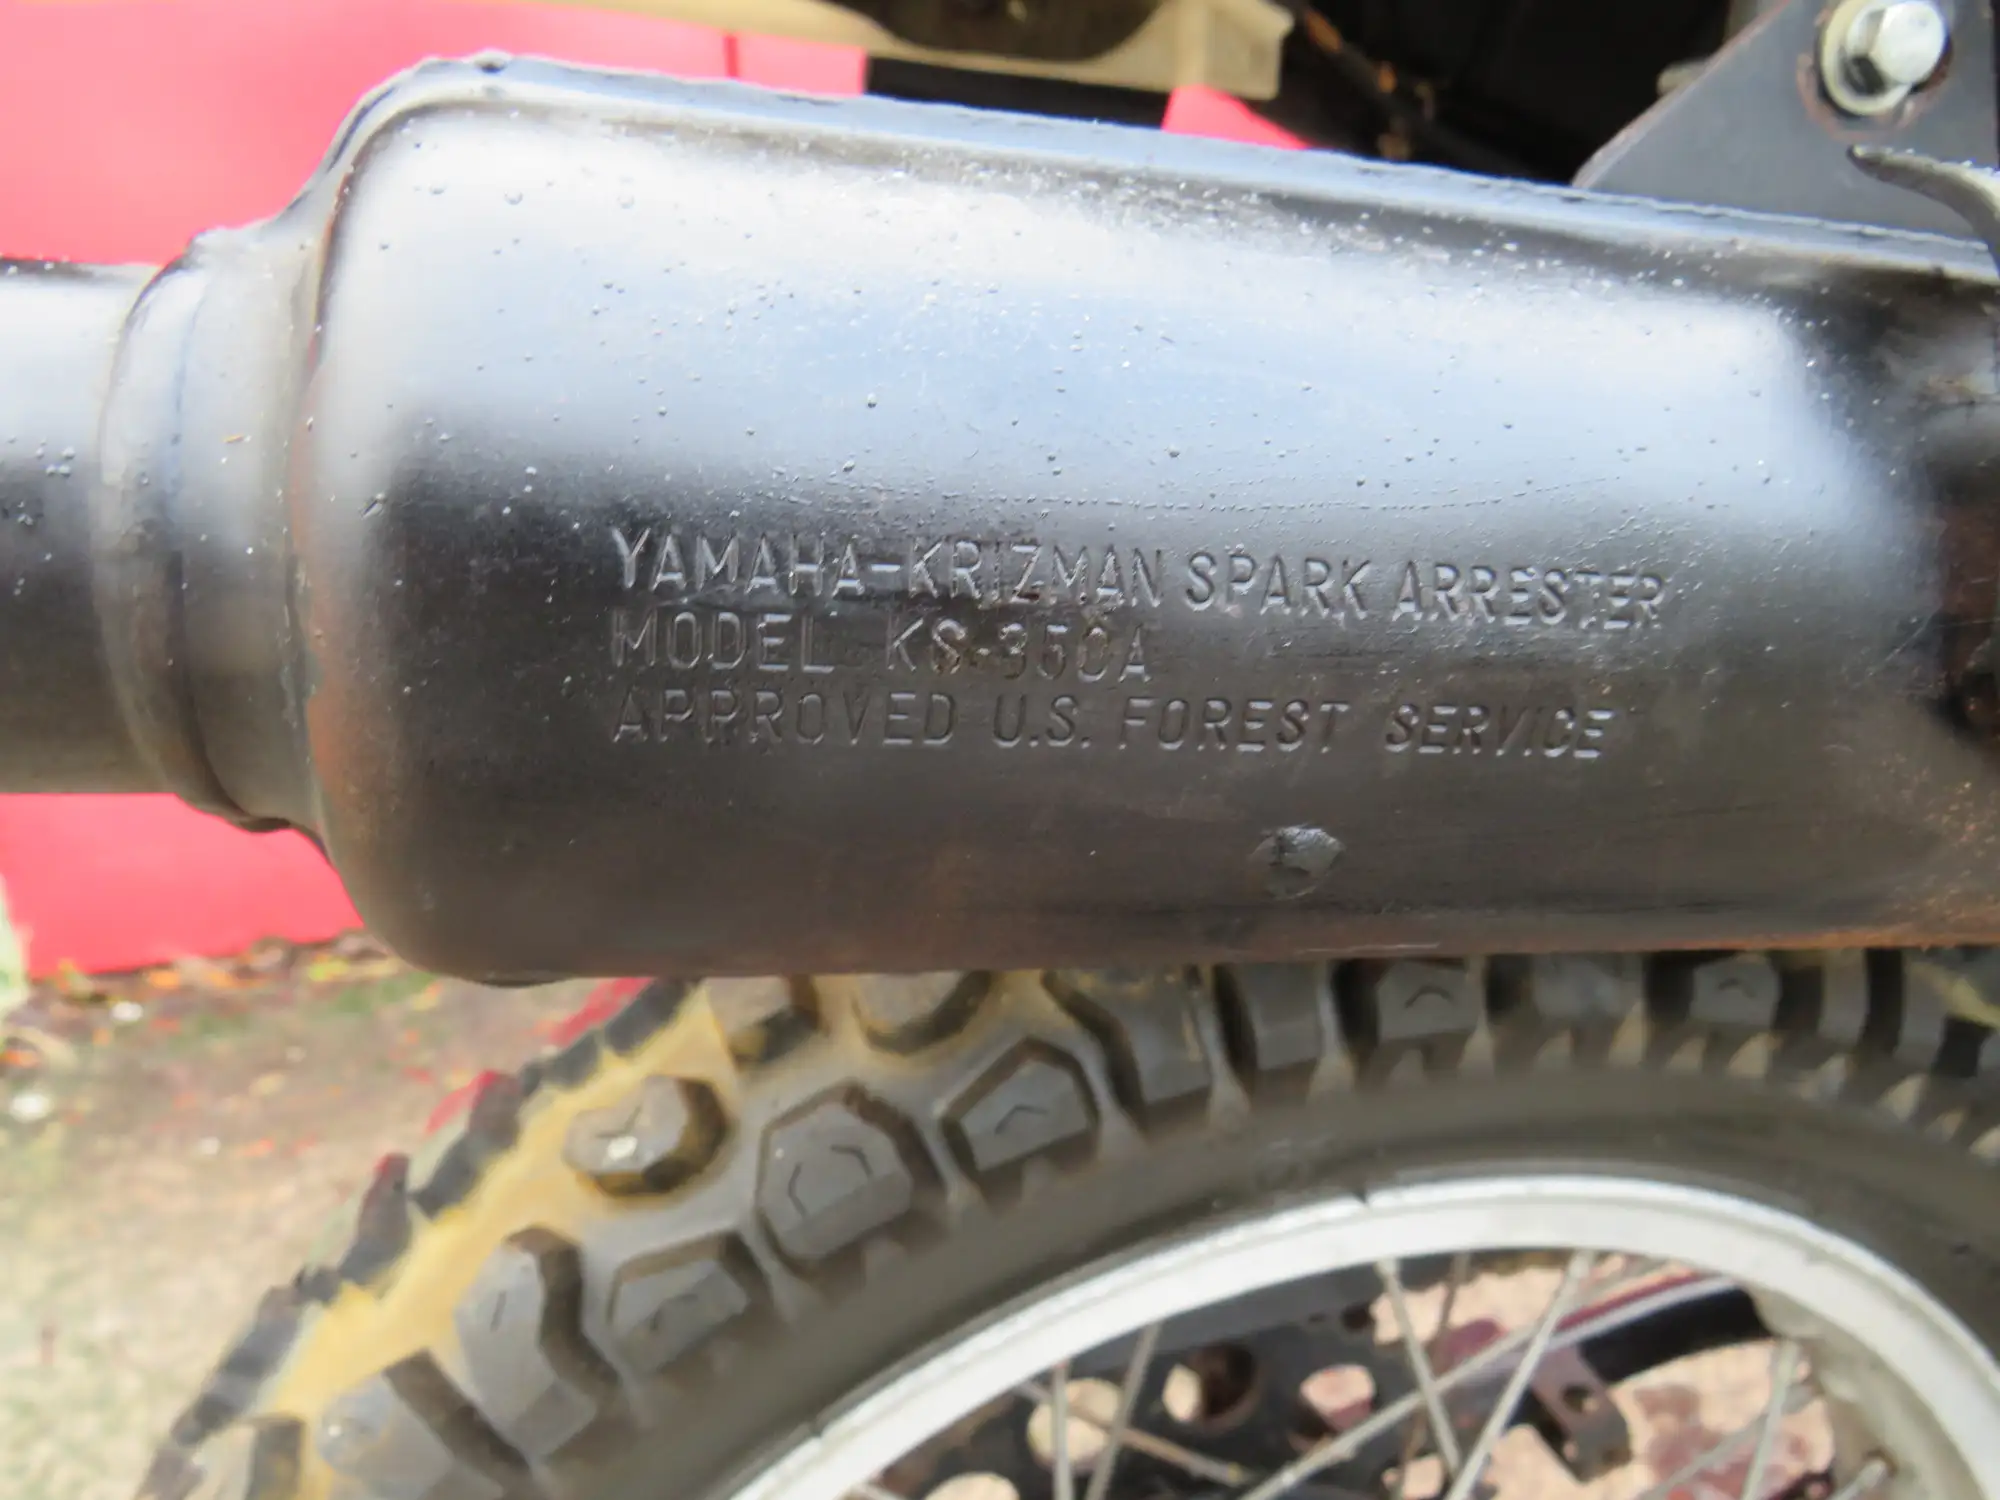 YAMAHA-KRIZMAN SPARK ARRESTER
MODEL KS-350A
APPROVED U.S. FOREST SERVICE